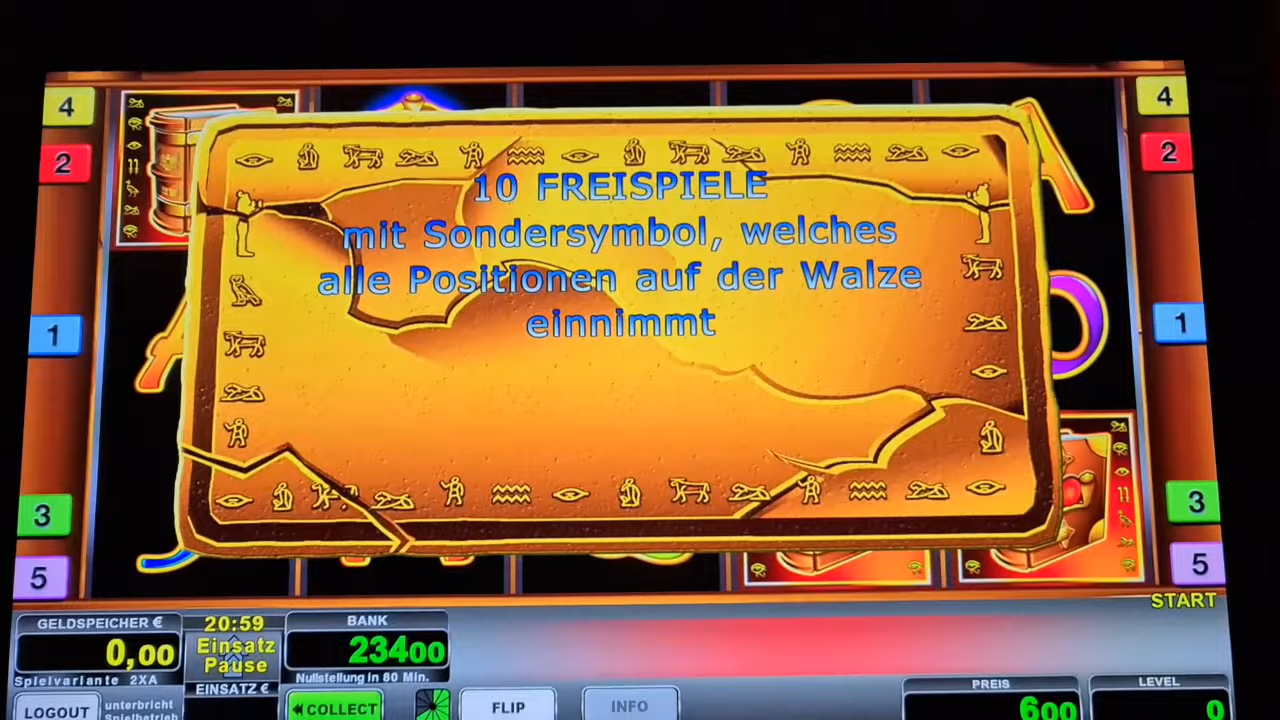 4
4
2
2
10 FREISPIELE
mit Sondersymbol, welches
alle Positionen auf der Walze
einnimmt
1
1
3
3
5
5
START
GELDSPEICHER €
0,00
Spielvariante 2XA
20:59
Einsatz
Pause
EINSATZ €
BANK
23400
Nullstellung in 80 Min.
LOGOUT
unterbricht
Spielbetrieb
COLLECT
FLIP
INFO
PREIS
600
LEVEL
0